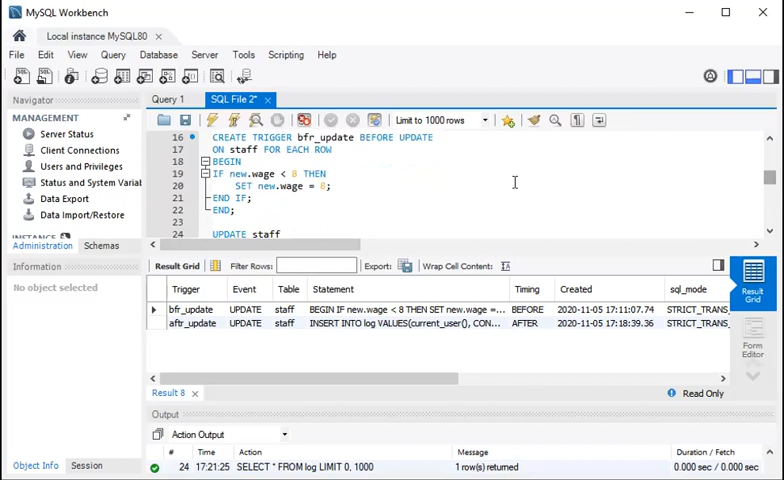 MySQL Workbench
Local instance MySQL80
File Edit View Query Database Server Tools Scripting Help
Navigator
MANAGEMENT
Server Status
Client Connections
Users and Privileges
Status and System Variab
Data Export
Data Import/Restore
Administration Schemas
Information
No object selected
Object Info Session
Query 1 SQL File 2*
Limit to 1000 rows
16 CREATE TRIGGER bfr_update BEFORE UPDATE
17 ON staff FOR EACH ROW
18 BEGIN
19 IF new.wage < 8 THEN
20 SET new.wage = 8;
21 END IF;
22 END;
23
24 UPDATE staff
Result Grid Filter Rows: Export: Wrap Cell Content:
Trigger Event Table Statement Timing Created sql_mode
bfr_update UPDATE staff BEGIN IF new.wage < 8 THEN SET new.wage =... BEFORE 2020-11-05 17:11:07.74 STRICT_TRANS_
aftr_update UPDATE staff INSERT INTO log VALUES(current_user(), CON... AFTER 2020-11-05 17:18:39.36 STRICT_TRANS_
Result Grid
Form Editor
Result 8 Read Only
Output
Action Output
# Time Action Message Duration / Fetch
24 17:21:25 SELECT * FROM log LIMIT 0, 1000 1 row(s) returned 0.000 sec / 0.000 sec